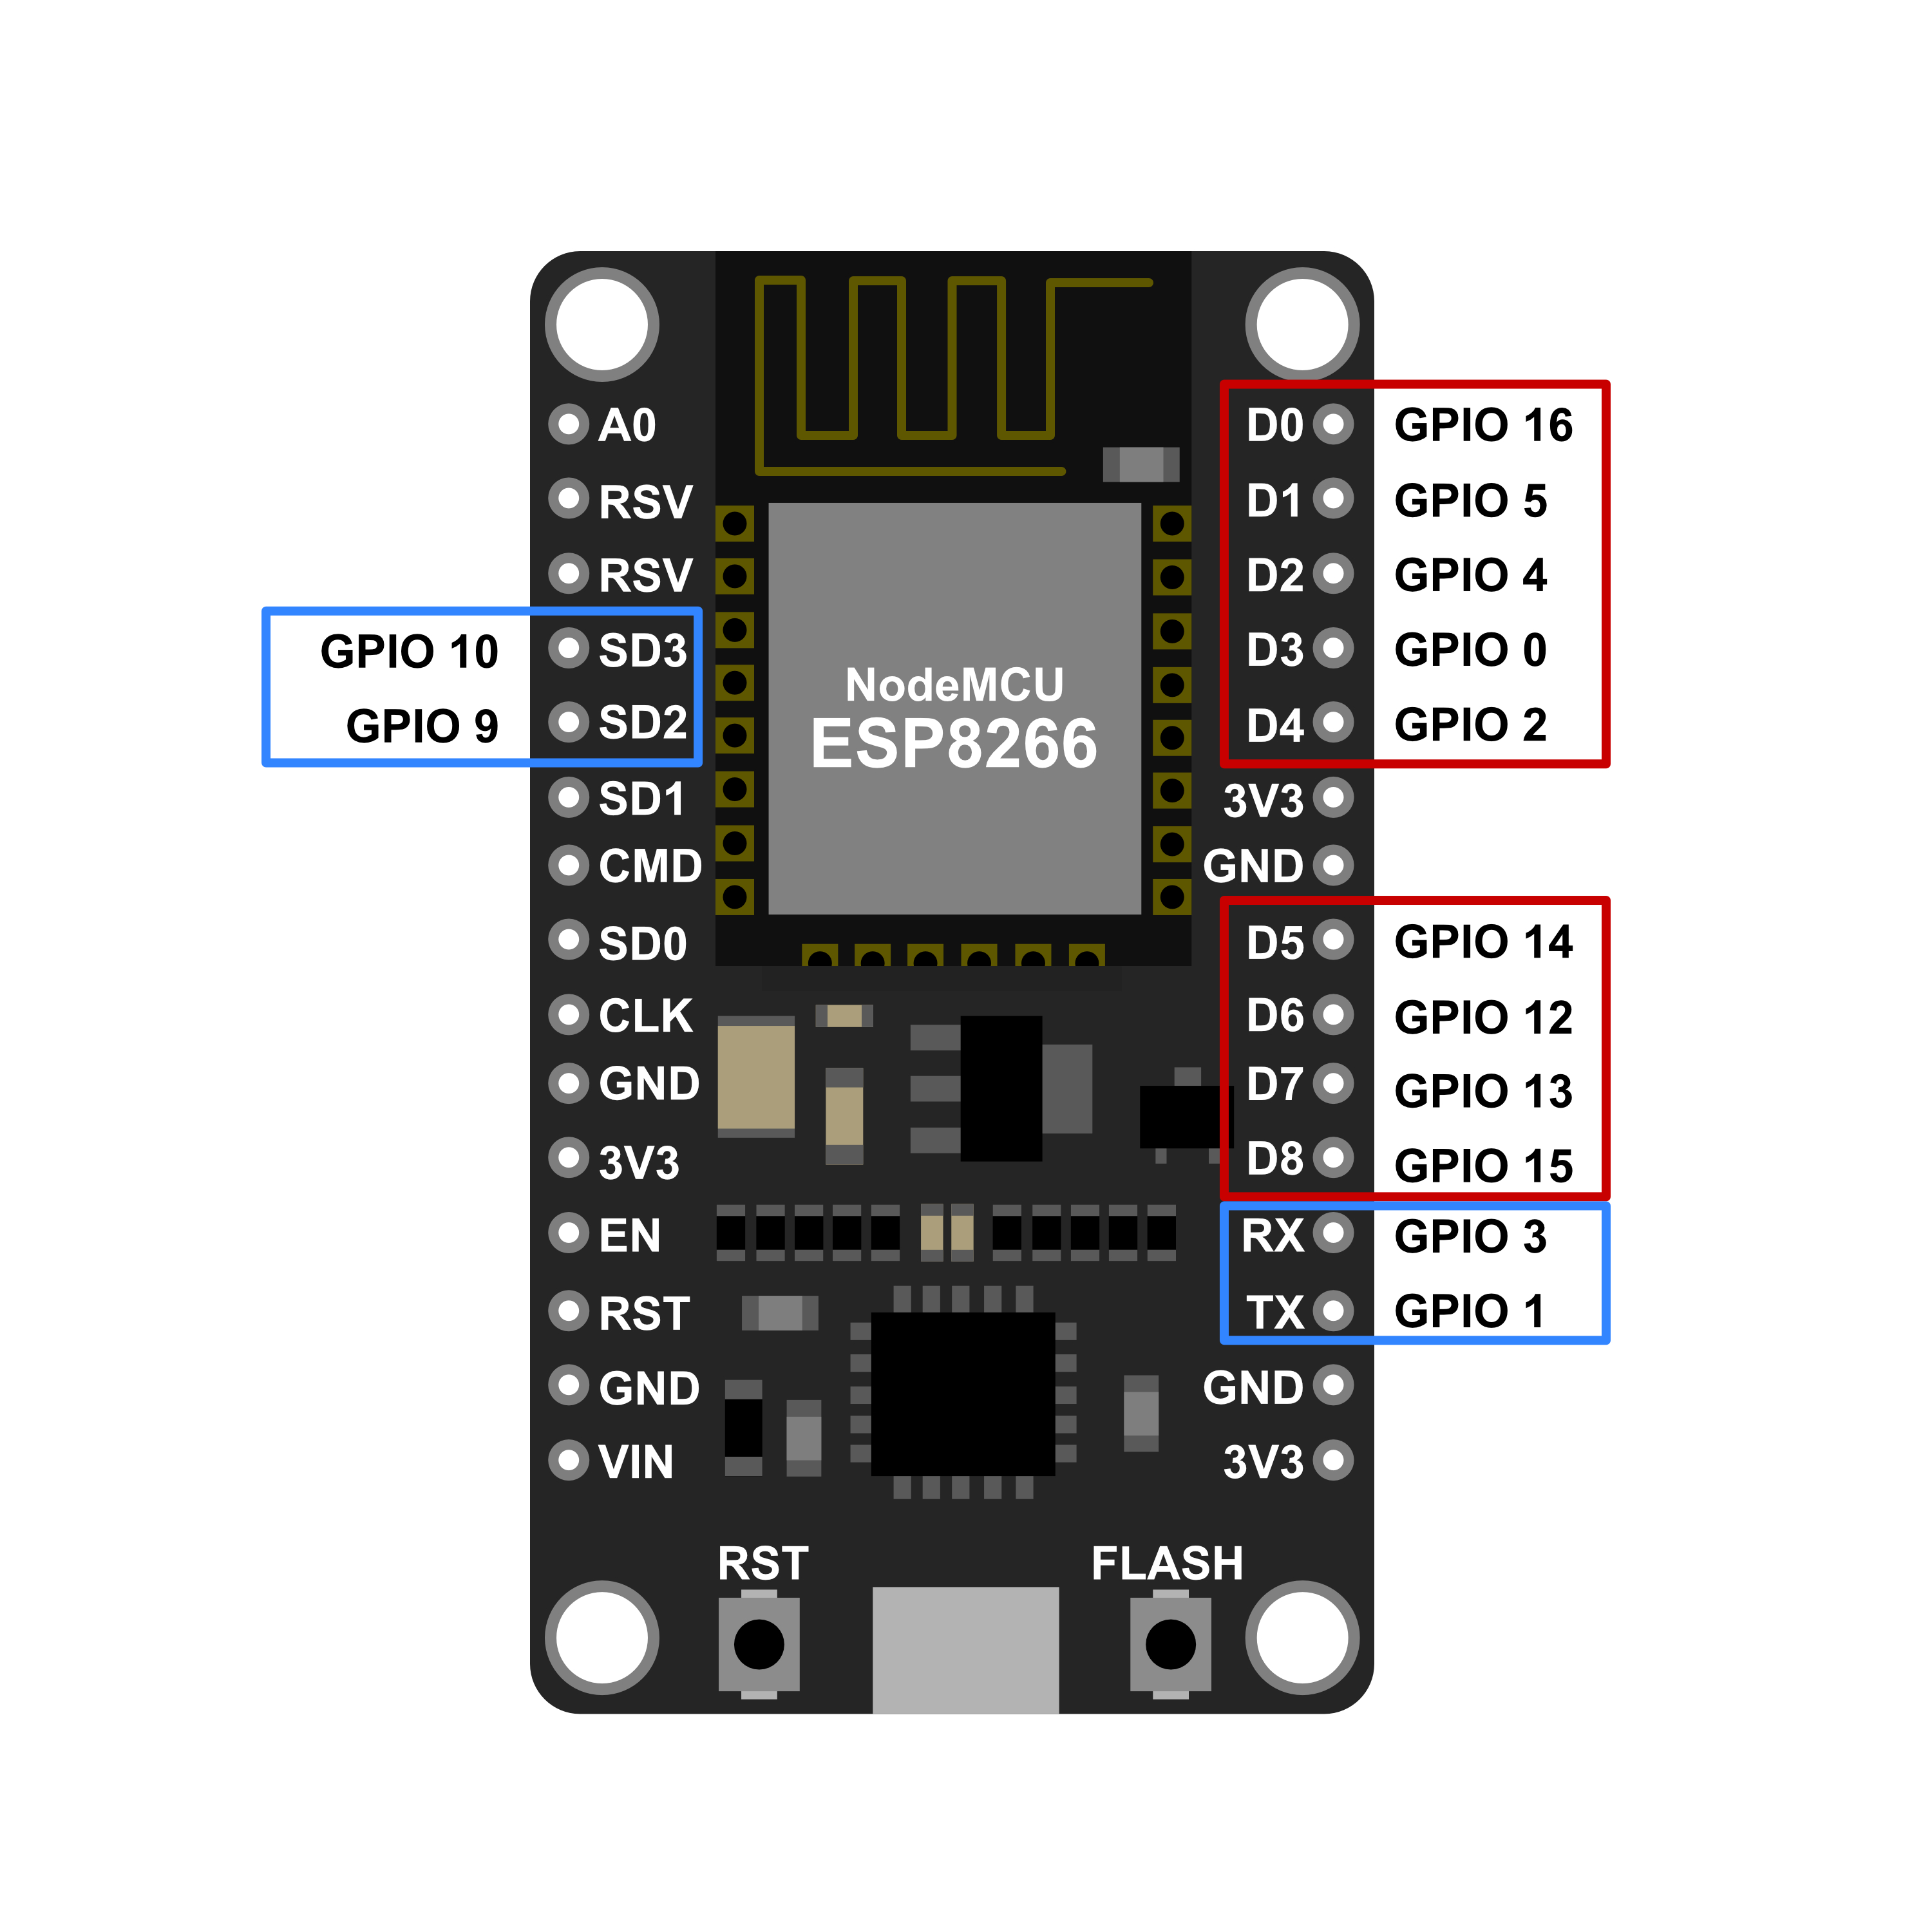 A0
RSV
RSV
GPIO 10 SD3
GPIO 9 SD2
SD1
CMD
SD0
CLK
GND
3V3
EN
RST
GND
VIN
NodeMCU
ESP8266
D0 GPIO 16
D1 GPIO 5
D2 GPIO 4
D3 GPIO 0
D4 GPIO 2
3V3
GND
D5 GPIO 14
D6 GPIO 12
D7 GPIO 13
D8 GPIO 15
RX GPIO 3
TX GPIO 1
GND
3V3
RST
FLASH